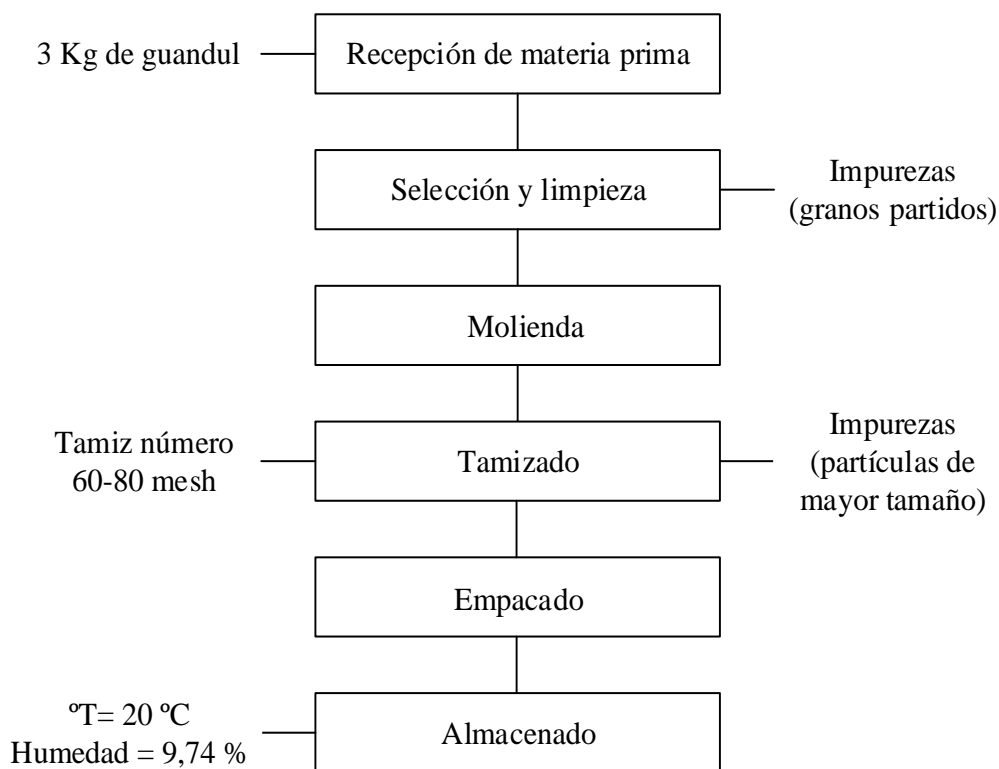 3 Kg de guandul
Recepción de materia prima
Selección y limpieza
Impurezas
(granos partidos)
Molienda
Tamiz número
60-80 mesh
Tamizado
Impurezas
(partículas de
mayor tamaño)
Empacado
ºT= 20 ºC
Humedad = 9,74 %
Almacenado